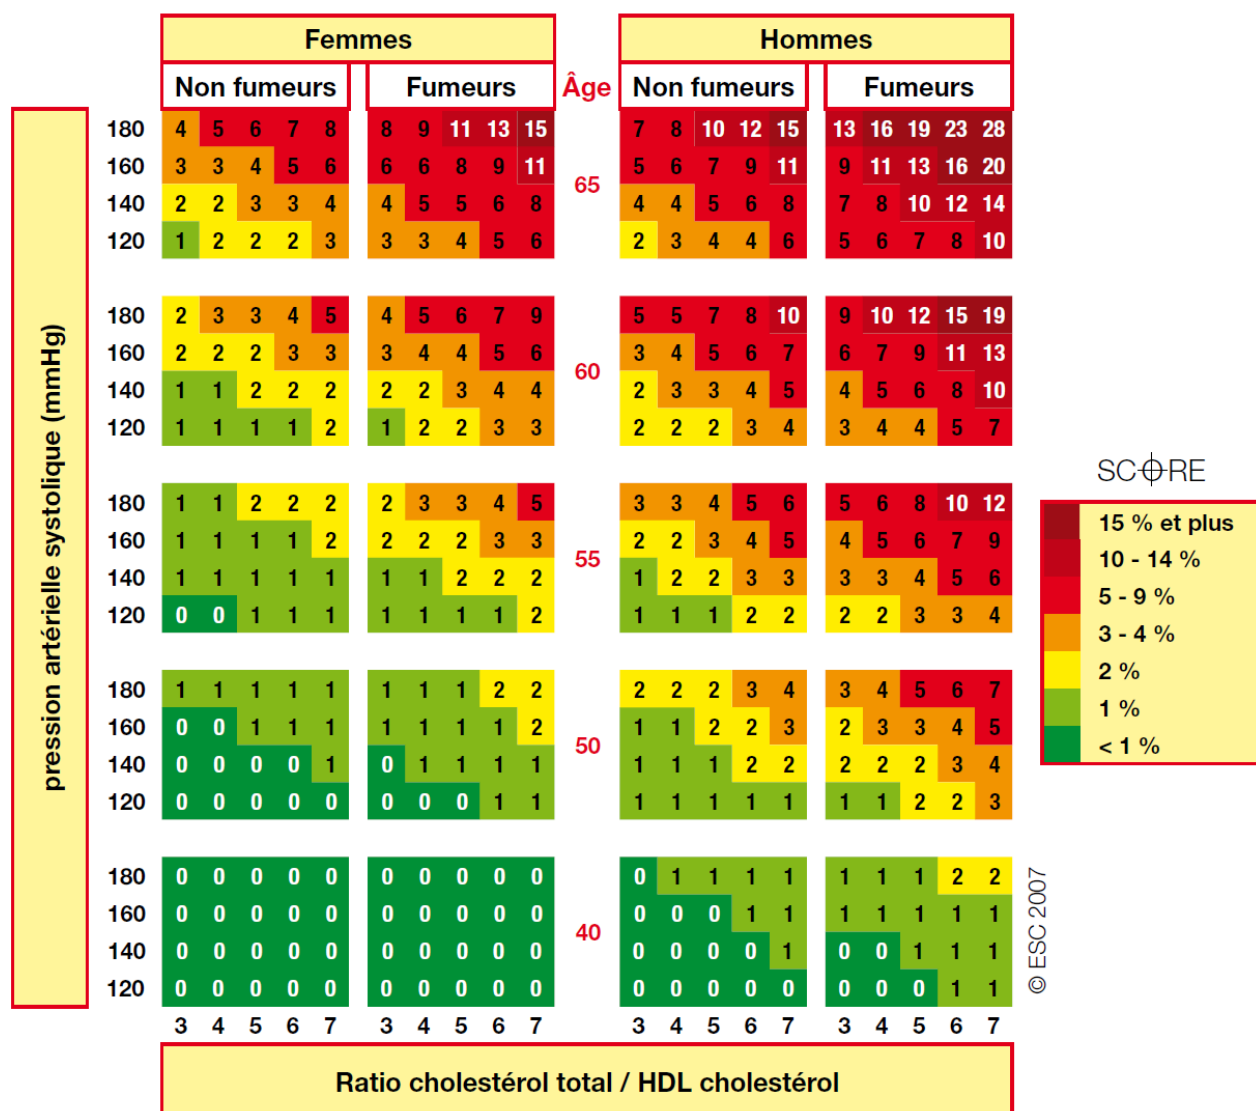 Femmes Hommes
Non fumeurs Fumeurs Âge Non fumeurs Fumeurs
pression artérielle systolique (mmHg)
180 4 5 6 7 8 8 9 11 13 15 7 8 10 12 15 13 16 19 23 28
160 3 3 4 5 6 6 6 8 9 11 5 6 7 9 11 9 11 13 16 20
65
140 2 2 3 3 4 4 5 5 6 8 4 4 5 6 8 7 8 10 12 14
120 1 2 2 2 3 3 3 4 5 6 2 3 4 4 6 5 6 7 8 10
180 2 3 3 4 5 4 5 6 7 9 5 5 7 8 10 9 10 12 15 19
160 2 2 2 3 3 3 4 4 5 6 3 4 5 6 7 6 7 9 11 13
60
140 1 1 2 2 2 2 2 3 4 4 2 3 3 4 5 4 5 6 8 10
120 1 1 1 1 2 1 2 2 3 3 2 2 2 3 4 3 4 4 5 7
180 1 1 2 2 2 2 3 3 4 5 3 3 4 5 6 5 6 8 10 12
160 1 1 1 1 2 2 2 2 3 3 2 2 3 4 5 4 5 6 7 9
55
140 1 1 1 1 1 1 1 2 2 2 1 2 2 3 3 3 3 4 5 6
120 0 0 1 1 1 1 1 1 1 2 1 1 1 2 2 2 2 3 3 4
180 1 1 1 1 1 1 1 1 2 2 2 2 2 3 4 3 4 5 6 7
160 0 0 1 1 1 1 1 1 1 2 1 1 2 2 3 2 3 3 4 5
50
140 0 0 0 0 1 0 1 1 1 1 1 1 1 2 2 2 2 2 3 4
120 0 0 0 0 0 0 0 0 1 1 1 1 1 1 1 1 1 2 2 3
180 0 0 0 0 0 0 0 0 0 0 0 1 1 1 1 1 1 1 2 2
160 0 0 0 0 0 0 0 0 0 0 0 0 0 1 1 1 1 1 1 1
40
140 0 0 0 0 0 0 0 0 0 0 0 0 0 0 1 0 0 1 1 1
120 0 0 0 0 0 0 0 0 0 0 0 0 0 0 0 0 0 0 1 1
3 4 5 6 7 3 4 5 6 7 3 4 5 6 7 3 4 5 6 7
Ratio cholestérol total / HDL cholestérol
SCORE
15 % et plus
10 - 14 %
5 - 9 %
3 - 4 %
2 %
1 %
< 1 %
© ESC 2007